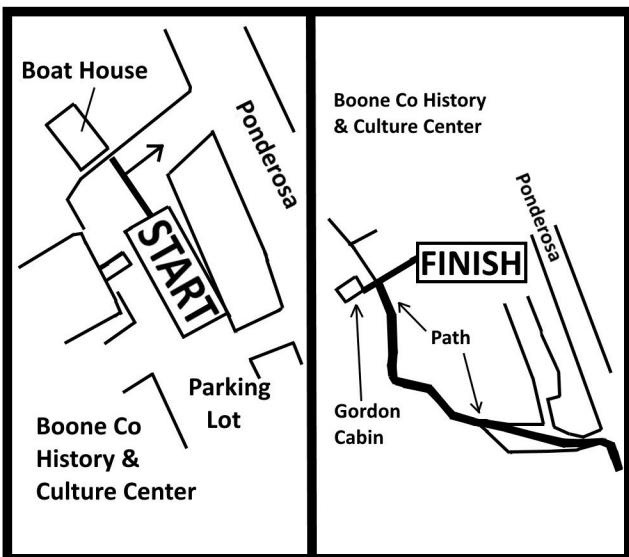 Boat House
Ponderosa
START
Parking
Lot
Boone Co
History &
Culture Center
Boone Co History
& Culture Center
Ponderosa
FINISH
Path
Gordon
Cabin